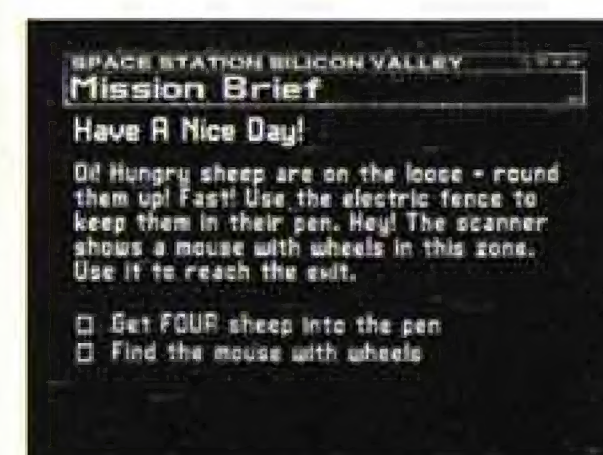 SPACE STATION SILICON VALLEY
Mission Brief
Have A Nice Day!
Oi! Hungry sheep are on the loose - round
them up! Fast! Use the electric fence to
keep them in their pen. Hey! The scanner
shows a mouse with wheels in this zone.
Use it to reach the exit.
Get FOUR sheep into the pen
Find the mouse with wheels